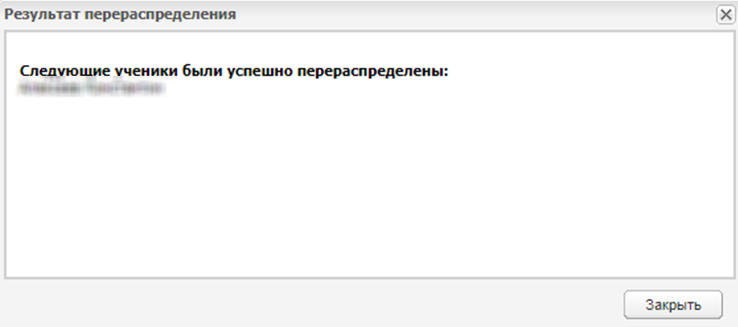 Результат перераспределения
Следующие ученики были успешно перераспределены:
Закрыть